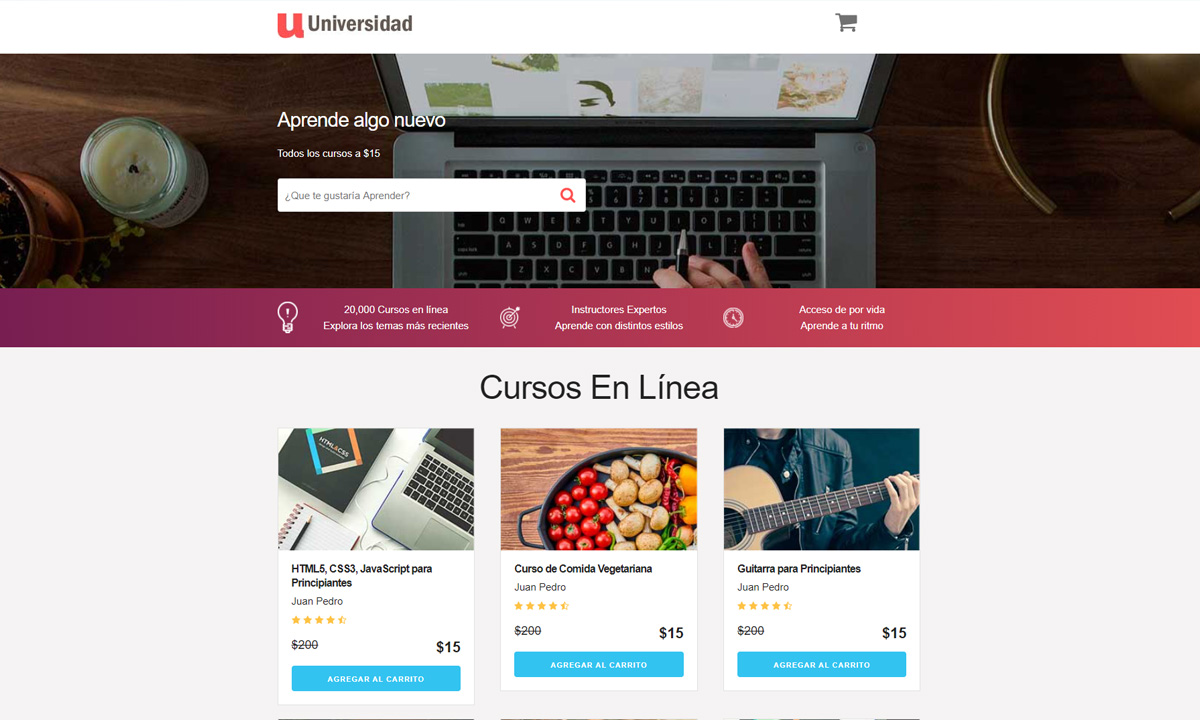 u Universidad
Aprende algo nuevo
Todos los cursos a $15
¿Que te gustaría Aprender?
20,000 Cursos en línea
Explora los temas más recientes
Instructores Expertos
Aprende con distintos estilos
Acceso de por vida
Aprende a tu ritmo
Cursos En Línea
HTML&CSS
HTML5, CSS3, JavaScript para
Principiantes
Juan Pedro
$200
$15
AGREGAR AL CARRITO
Curso de Comida Vegetariana
Juan Pedro
$200
$15
AGREGAR AL CARRITO
Guitarra para Principiantes
Juan Pedro
$200
$15
AGREGAR AL CARRITO